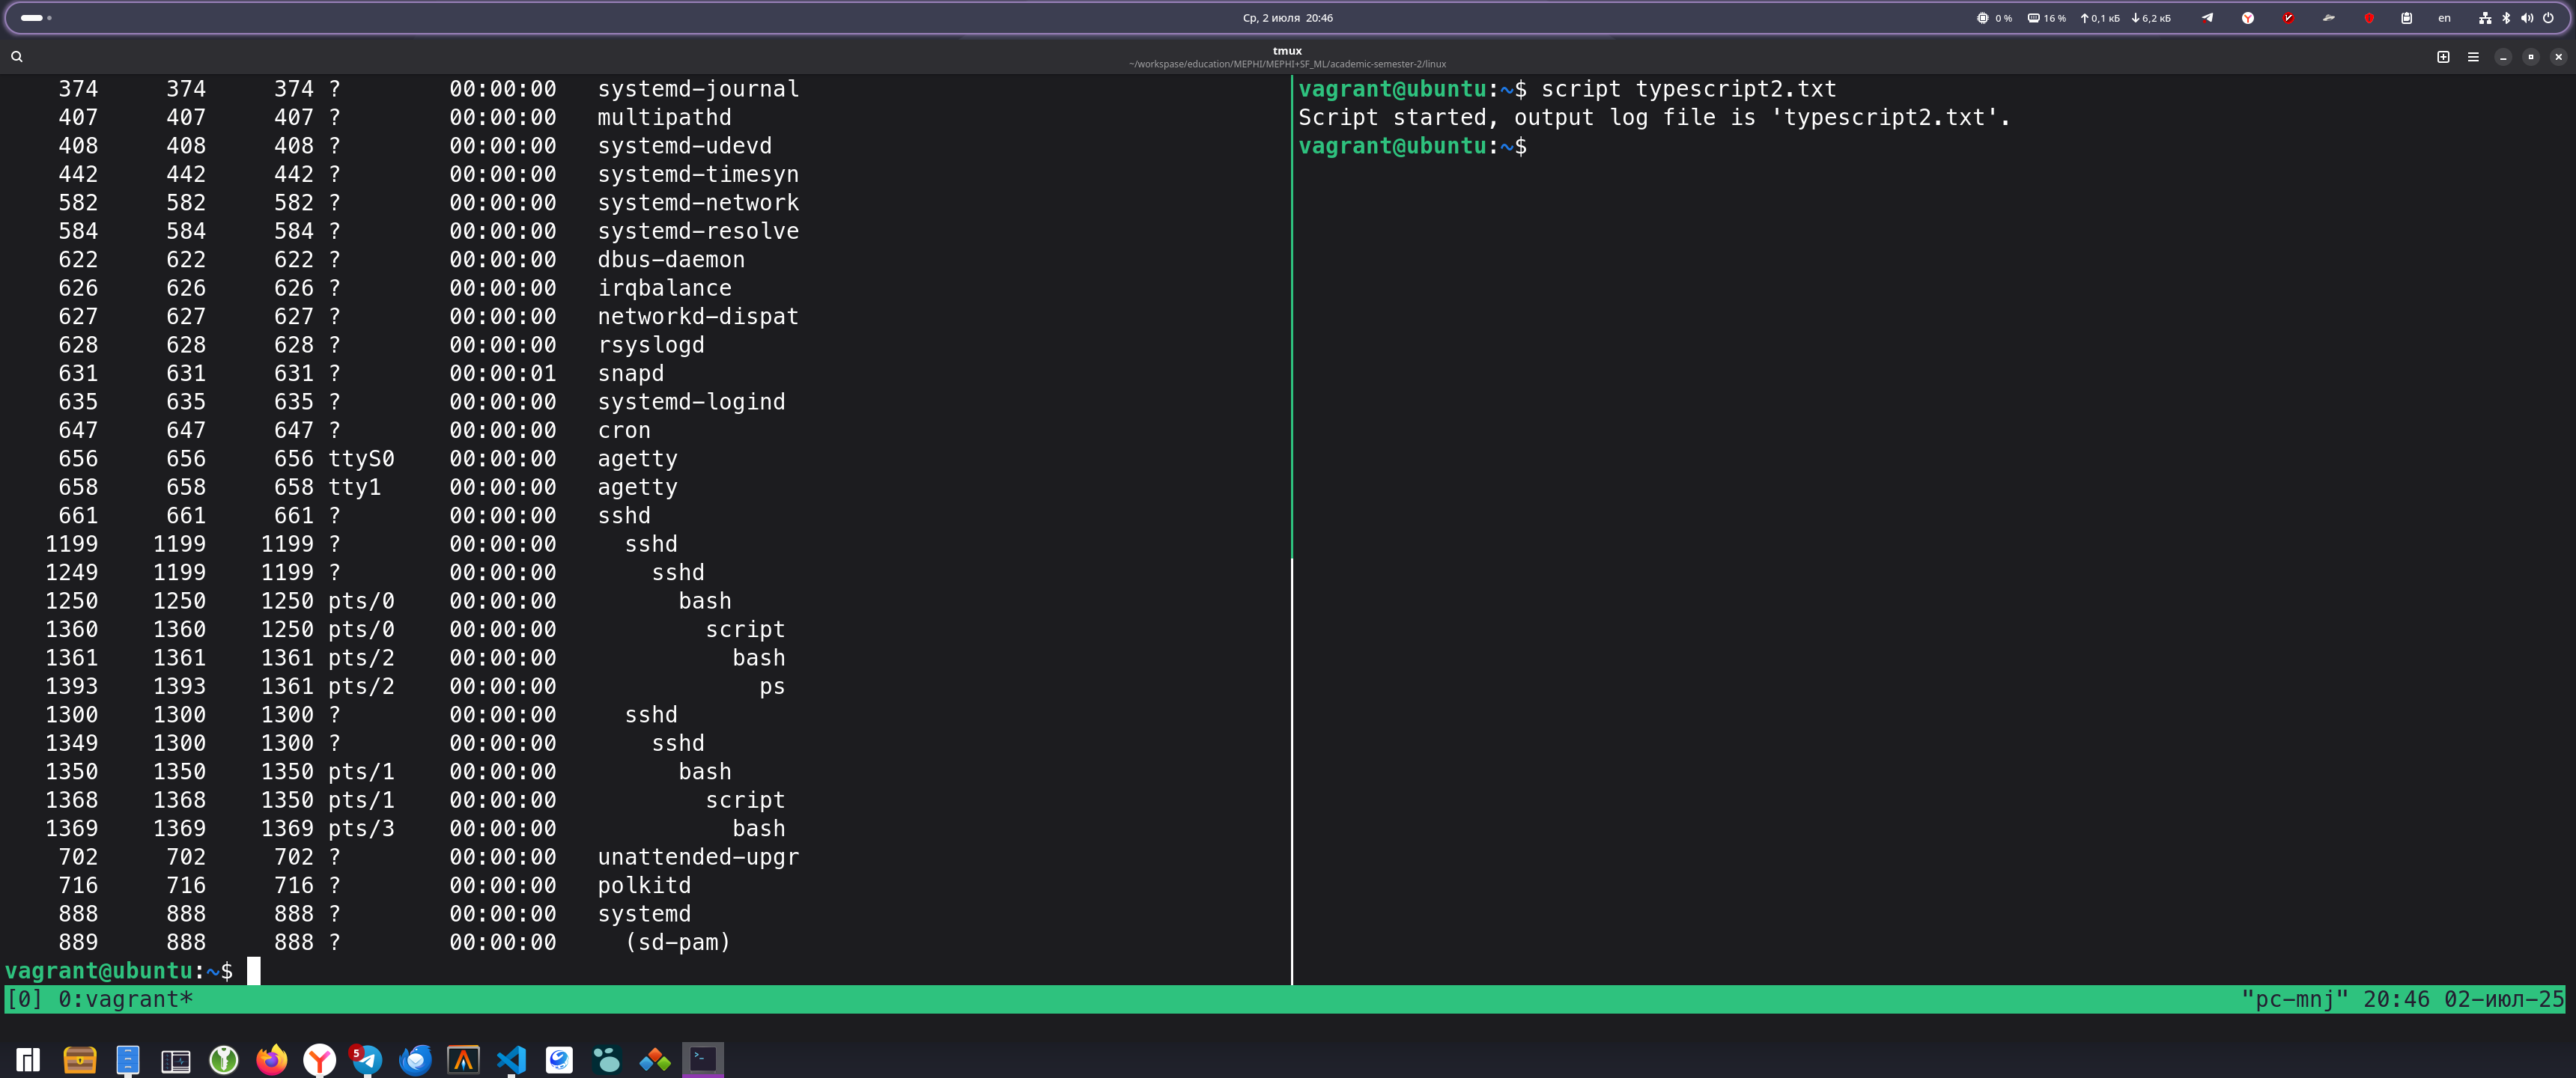 Ср, 2 июля 20:46
0 %
16 %
0,1 кБ
6,2 кБ
en
tmux
~/workspase/education/MEPHI/MEPHI+SF_ML/academic-semester-2/linux
374 374 374 ? 00:00:00 systemd-journal
407 407 407 ? 00:00:00 multipathd
408 408 408 ? 00:00:00 systemd-udevd
442 442 442 ? 00:00:00 systemd-timesyn
582 582 582 ? 00:00:00 systemd-network
584 584 584 ? 00:00:00 systemd-resolve
622 622 622 ? 00:00:00 dbus-daemon
626 626 626 ? 00:00:00 irqbalance
627 627 627 ? 00:00:00 networkd-dispat
628 628 628 ? 00:00:00 rsyslogd
631 631 631 ? 00:00:01 snapd
635 635 635 ? 00:00:00 systemd-logind
647 647 647 ? 00:00:00 cron
656 656 656 ttyS0 00:00:00 agetty
658 658 658 tty1 00:00:00 agetty
661 661 661 ? 00:00:00 sshd
1199 1199 1199 ? 00:00:00 sshd
1249 1199 1199 ? 00:00:00 sshd
1250 1250 1250 pts/0 00:00:00 bash
1360 1360 1250 pts/0 00:00:00 script
1361 1361 1361 pts/2 00:00:00 bash
1393 1393 1361 pts/2 00:00:00 ps
1300 1300 1300 ? 00:00:00 sshd
1349 1300 1300 ? 00:00:00 sshd
1350 1350 1350 pts/1 00:00:00 bash
1368 1368 1350 pts/1 00:00:00 script
1369 1369 1369 pts/3 00:00:00 bash
702 702 702 ? 00:00:00 unattended-upgr
716 716 716 ? 00:00:00 polkitd
888 888 888 ? 00:00:00 systemd
889 888 888 ? 00:00:00 (sd-pam)
vagrant@ubuntu:~$
vagrant@ubuntu:~$ script typescript2.txt
Script started, output log file is 'typescript2.txt'.
vagrant@ubuntu:~$
[0] 0:vagrant*
"pc-mnj" 20:46 02-июл-25
5